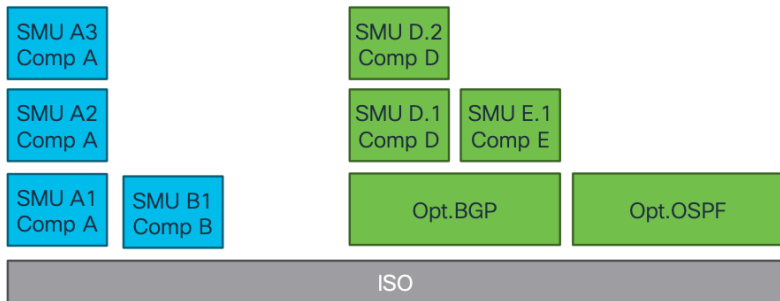 SMU A3
Comp A
SMU D.2
Comp D
SMU A2
Comp A
SMU D.1
Comp D
SMU E.1
Comp E
SMU A1
Comp A
SMU B1
Comp B
Opt.BGP
Opt.OSPF
ISO